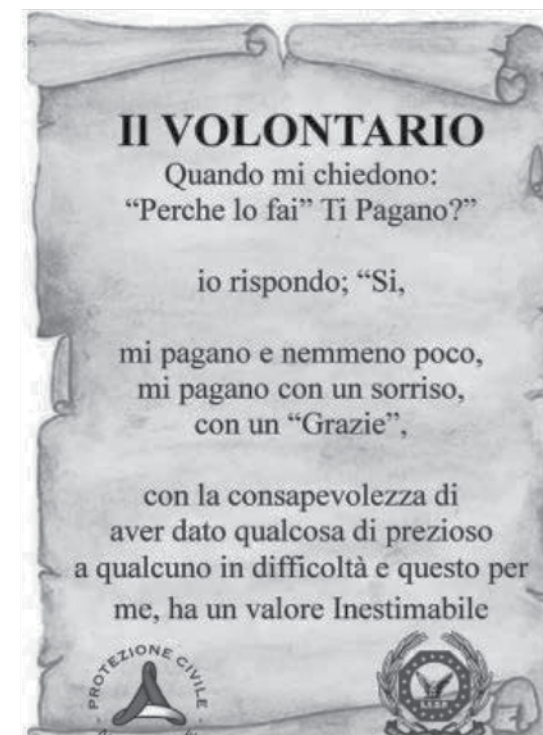 Il VOLONTARIO
Quando mi chiedono:
“Perche lo fai” Ti Pagano?”
io rispondo; “Si,
mi pagano e nemmeno poco,
mi pagano con un sorriso,
con un “Grazie”,
con la consapevolezza di
aver dato qualcosa di prezioso
a qualcuno in difficoltà e questo per
me, ha un valore Inestimabile
PROTEZIONE CIVILE